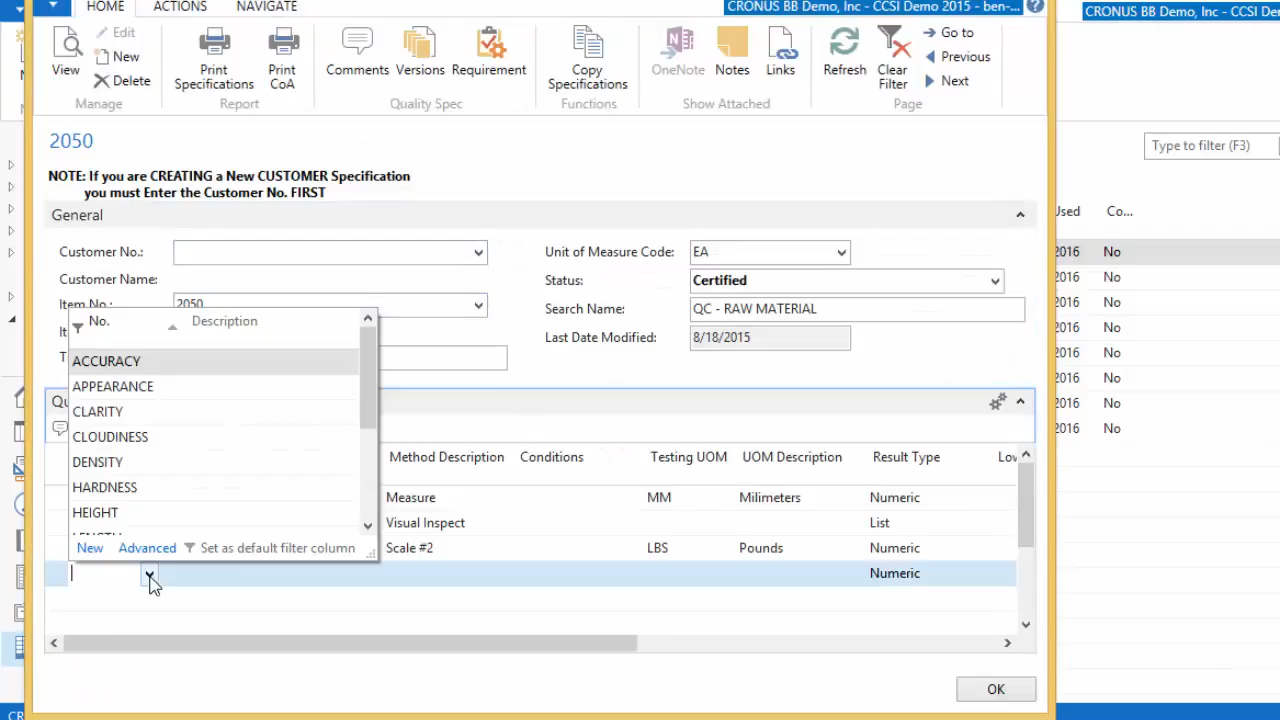 HOME ACTIONS NAVIGATE
CRONUS BB Demo, Inc - CCSI Demo 2015 - ben-...
CRONUS BB Demo, Inc - CCSI Dem
View
Edit
New
Delete
Manage
Print Specifications
Print CoA
Report
Comments
Versions
Requirement
Quality Spec
Copy Specifications
Functions
OneNote
Notes
Links
Show Attached
Refresh
Clear Filter
Go to
Previous
Next
Page
Type to filter (F3)
2050
NOTE: If you are CREATING a New CUSTOMER Specification
you must Enter the Customer No. FIRST
General
Customer No.:
Customer Name:
Item No.: 2050
Unit of Measure Code: EA
Status: Certified
Search Name: QC - RAW MATERIAL
Last Date Modified: 8/18/2015
No. Description
ACCURACY
APPEARANCE
CLARITY
CLOUDINESS
DENSITY
HARDNESS
HEIGHT
LENGTH
New Advanced Set as default filter column
Method Description Conditions Testing UOM UOM Description Result Type
Measure MM Milimeters Numeric
Visual Inspect List
Scale #2 LBS Pounds Numeric
Numeric
OK
Used Co...
2016 No
2016 No
2016 No
2016 No
2016 No
2016 No
2016 No
2016 No